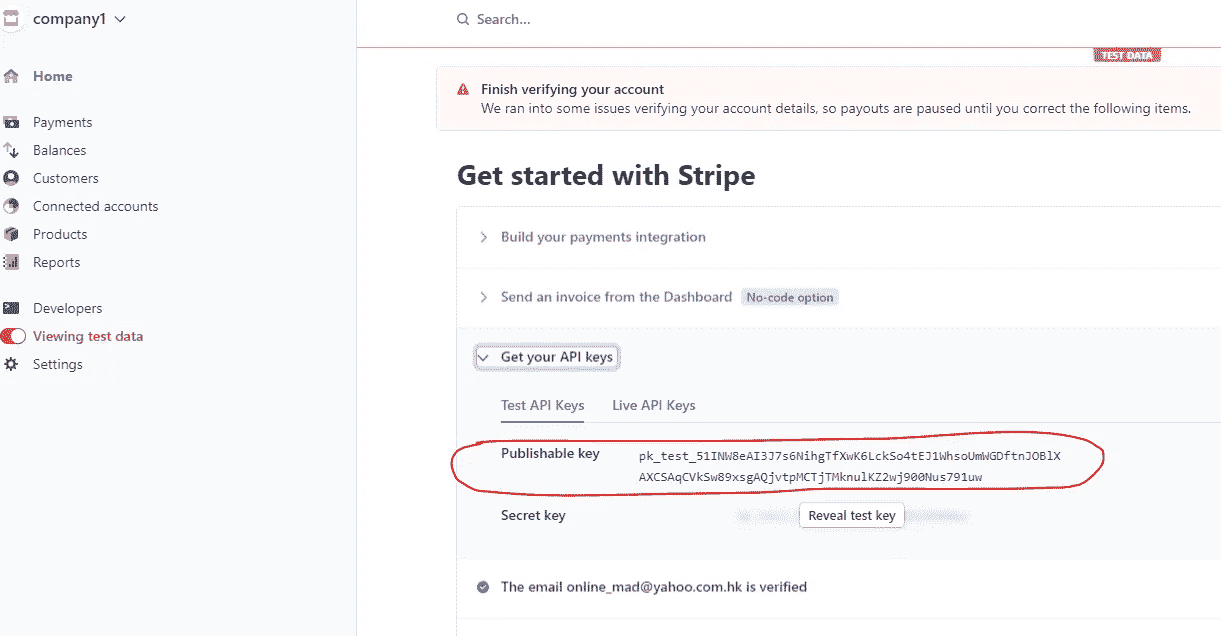 company1
Search...
TEST DATA
Home
Finish verifying your account
We ran into some issues verifying your account details, so payouts are paused until you correct the following items.
Payments
Balances
Customers
Connected accounts
Products
Reports
Developers
Viewing test data
Settings
Get started with Stripe
Build your payments integration
Send an invoice from the Dashboard No-code option
Get your API keys
Test API Keys Live API Keys
Publishable key pk_test_51INW8eAI3J7s6NihgTfXwK6LckSo4tEJ1WhsoUmWGDftnJOBlX
AXCSAqCVkSw89xsgAQjvtpMCTjTMknulKZ2wj900Nus791uw
Secret key Reveal test key
The email online_mad@yahoo.com.hk is verified